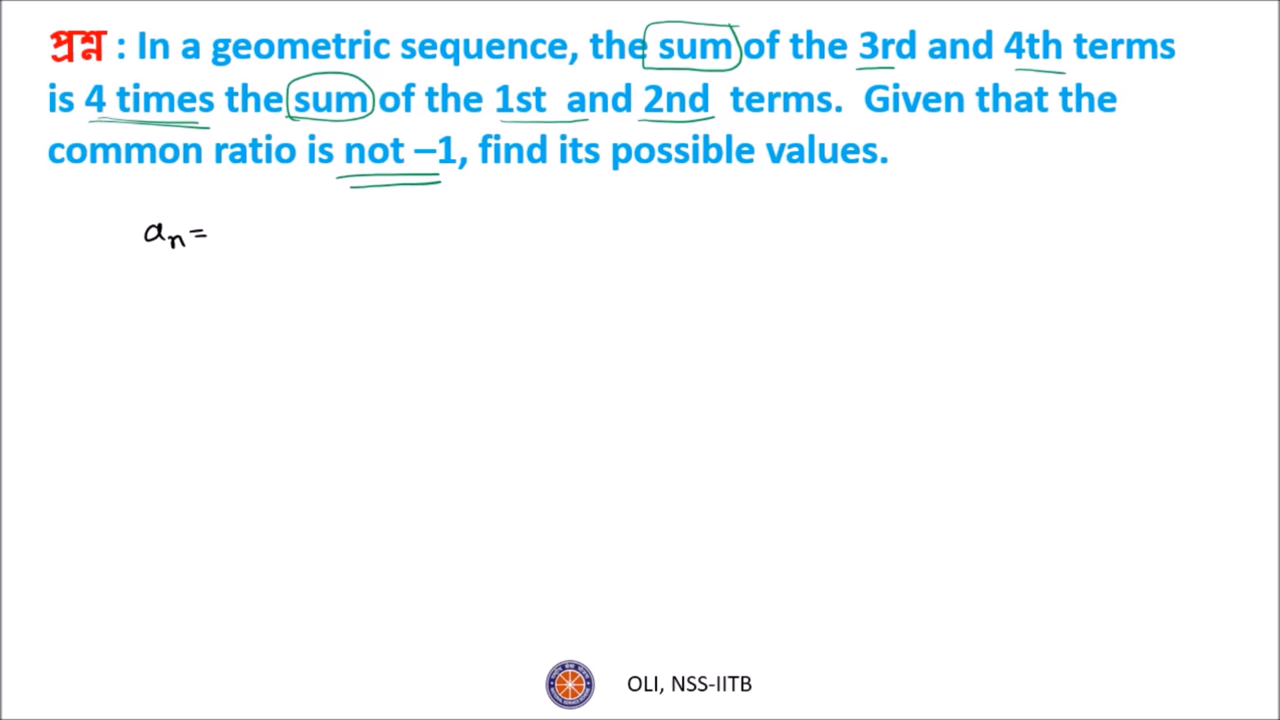 প্রশ্ন : In a geometric sequence, the sum of the 3rd and 4th terms
is 4 times the sum of the 1st and 2nd terms. Given that the
common ratio is not –1, find its possible values.
aₙ =
OLI, NSS-IITB